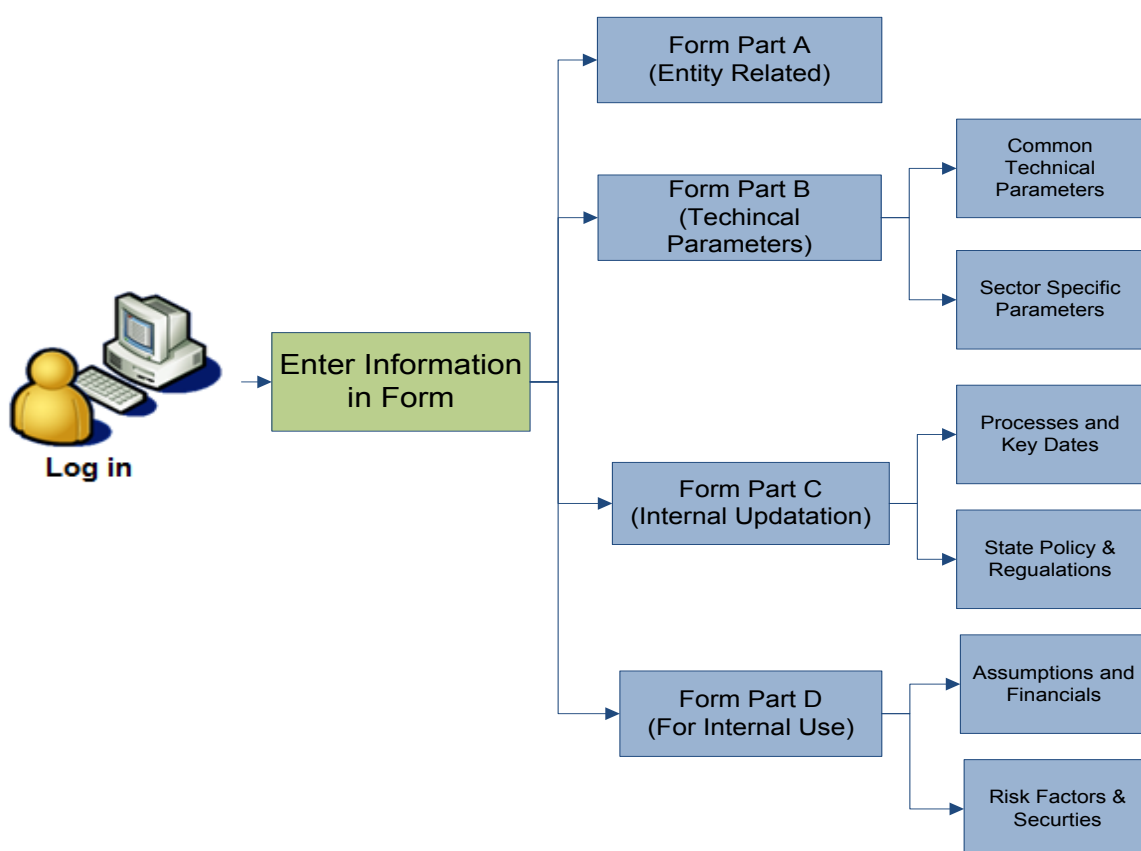 Form Part A
(Entity Related)
Form Part B
(Techincal
Parameters)
Common
Technical
Parameters
Sector Specific
Parameters
Log in
Enter Information
in Form
Form Part C
(Internal Updatation)
Processes and
Key Dates
State Policy &
Regualations
Form Part D
(For Internal Use)
Assumptions and
Financials
Risk Factors &
Securties